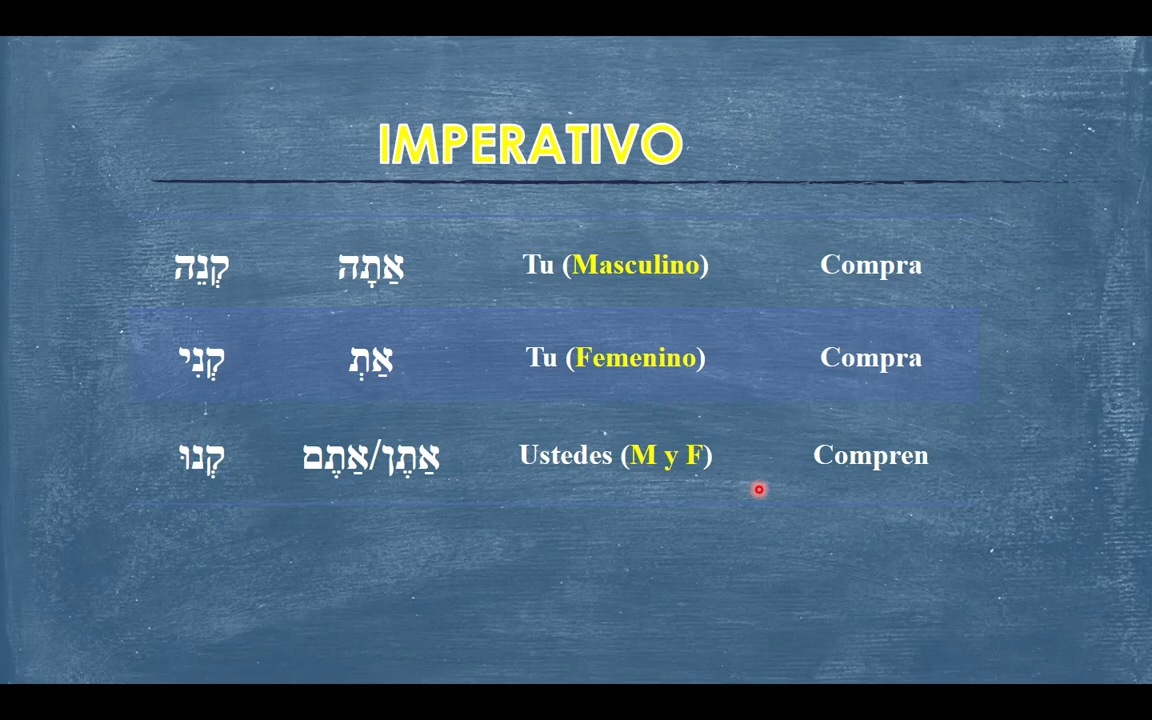 IMPERATIVO
קְנֵה אַתָּה Tu (Masculino) Compra
קְנִי אַתְּ Tu (Femenino) Compra
קְנוּ אַתֶּן/אַתֶּם Ustedes (M y F) Compren